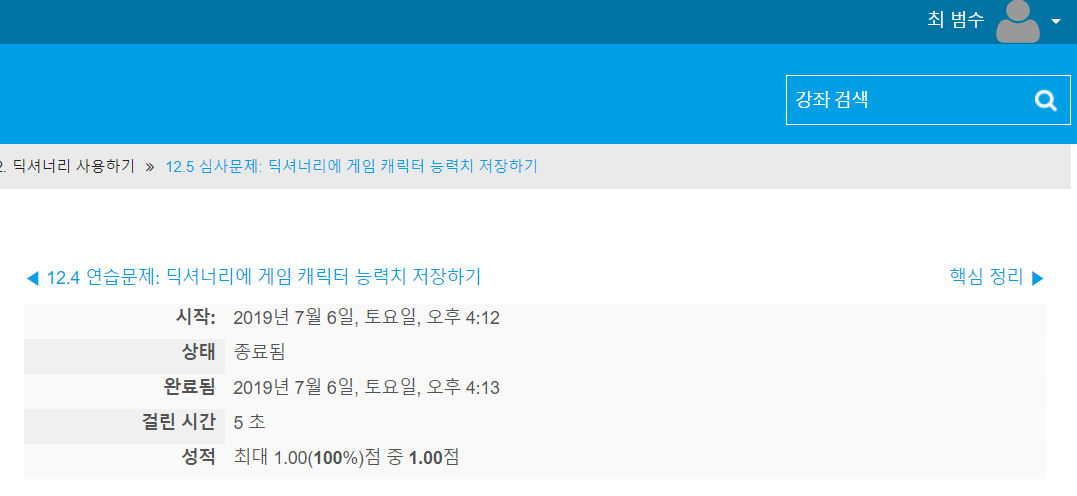 최 범수
강좌 검색
2. 딕셔너리 사용하기 » 12.5 심사문제: 딕셔너리에 게임 캐릭터 능력치 저장하기
◀ 12.4 연습문제: 딕셔너리에 게임 캐릭터 능력치 저장하기 핵심 정리 ▶
시작: 2019년 7월 6일, 토요일, 오후 4:12
상태 종료됨
완료됨 2019년 7월 6일, 토요일, 오후 4:13
걸린 시간 5 초
성적 최대 1.00(100%)점 중 1.00점